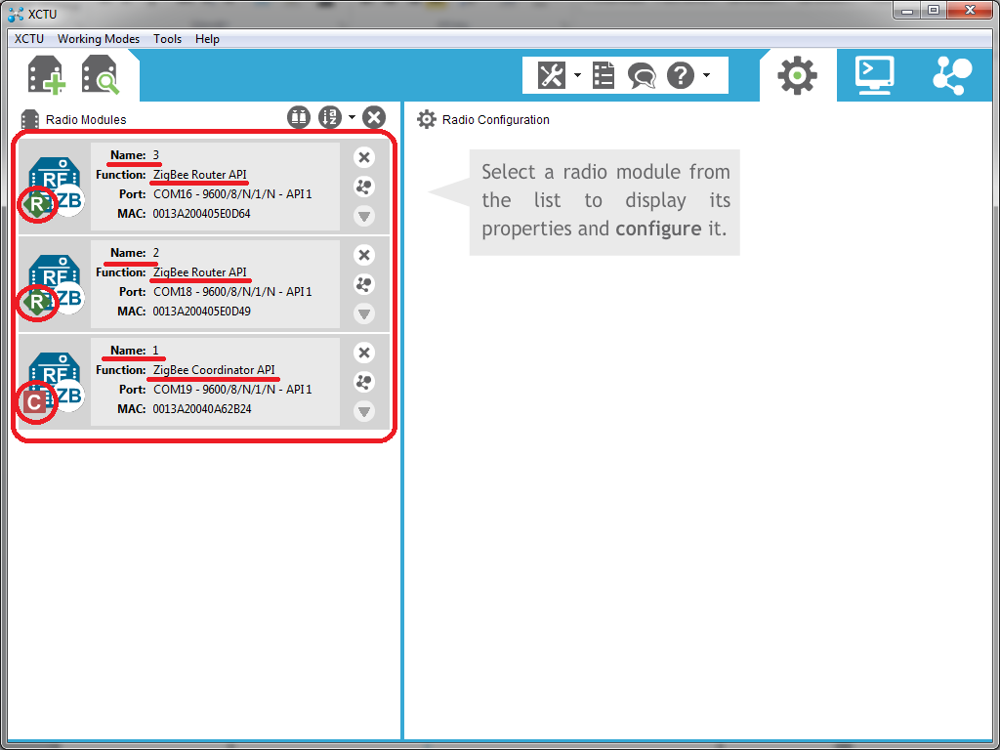 XCTU
XCTU Working Modes Tools Help
Radio Modules
Radio Configuration
RF
ZB
R
Name: 3
Function: ZigBee Router API
Port: COM16 - 9600/8/N/1/N - API 1
MAC: 0013A200405E0D64
RF
ZB
R
Name: 2
Function: ZigBee Router API
Port: COM18 - 9600/8/N/1/N - API 1
MAC: 0013A200405E0D49
RF
ZB
C
Name: 1
Function: ZigBee Coordinator API
Port: COM19 - 9600/8/N/1/N - API 1
MAC: 0013A20040A62B24
Select a radio module from
the list to display its
properties and configure it.